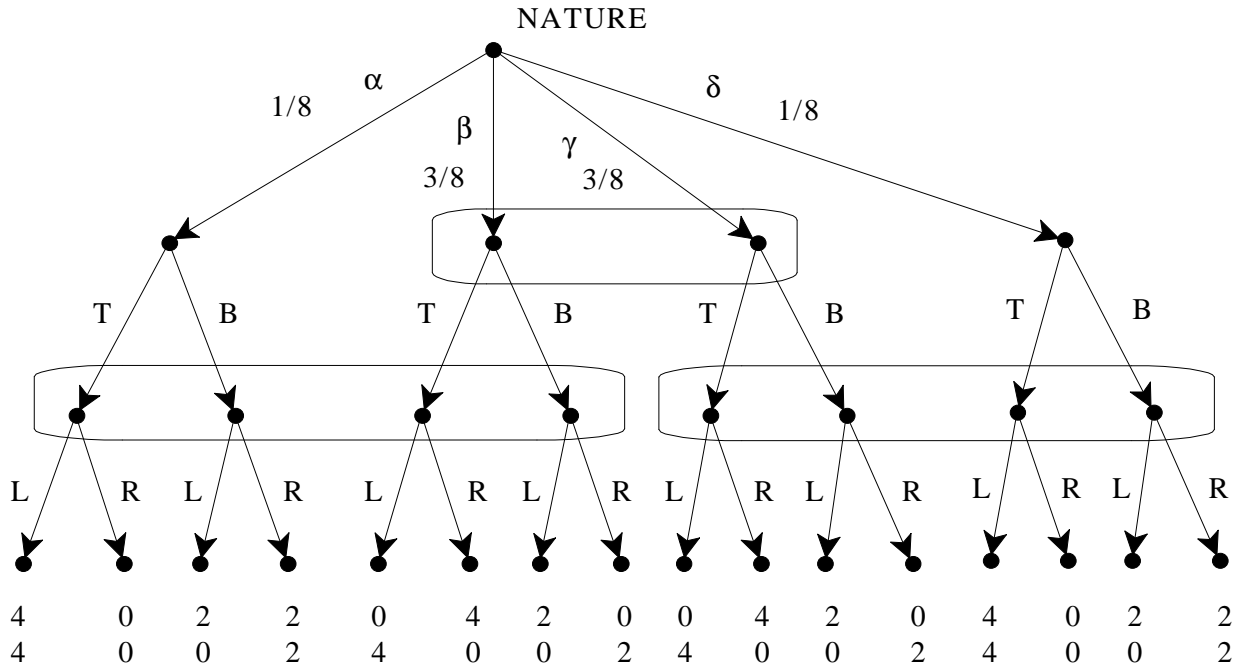 NATURE
α δ
1/8 1/8
β γ
3/8 3/8
T B T B T B T B
L R L R L R L R L R L R L R L R
4 0 2 2 0 4 2 0 0 4 2 0 4 0 2 2
4 0 0 2 4 0 0 2 4 0 0 2 4 0 0 2